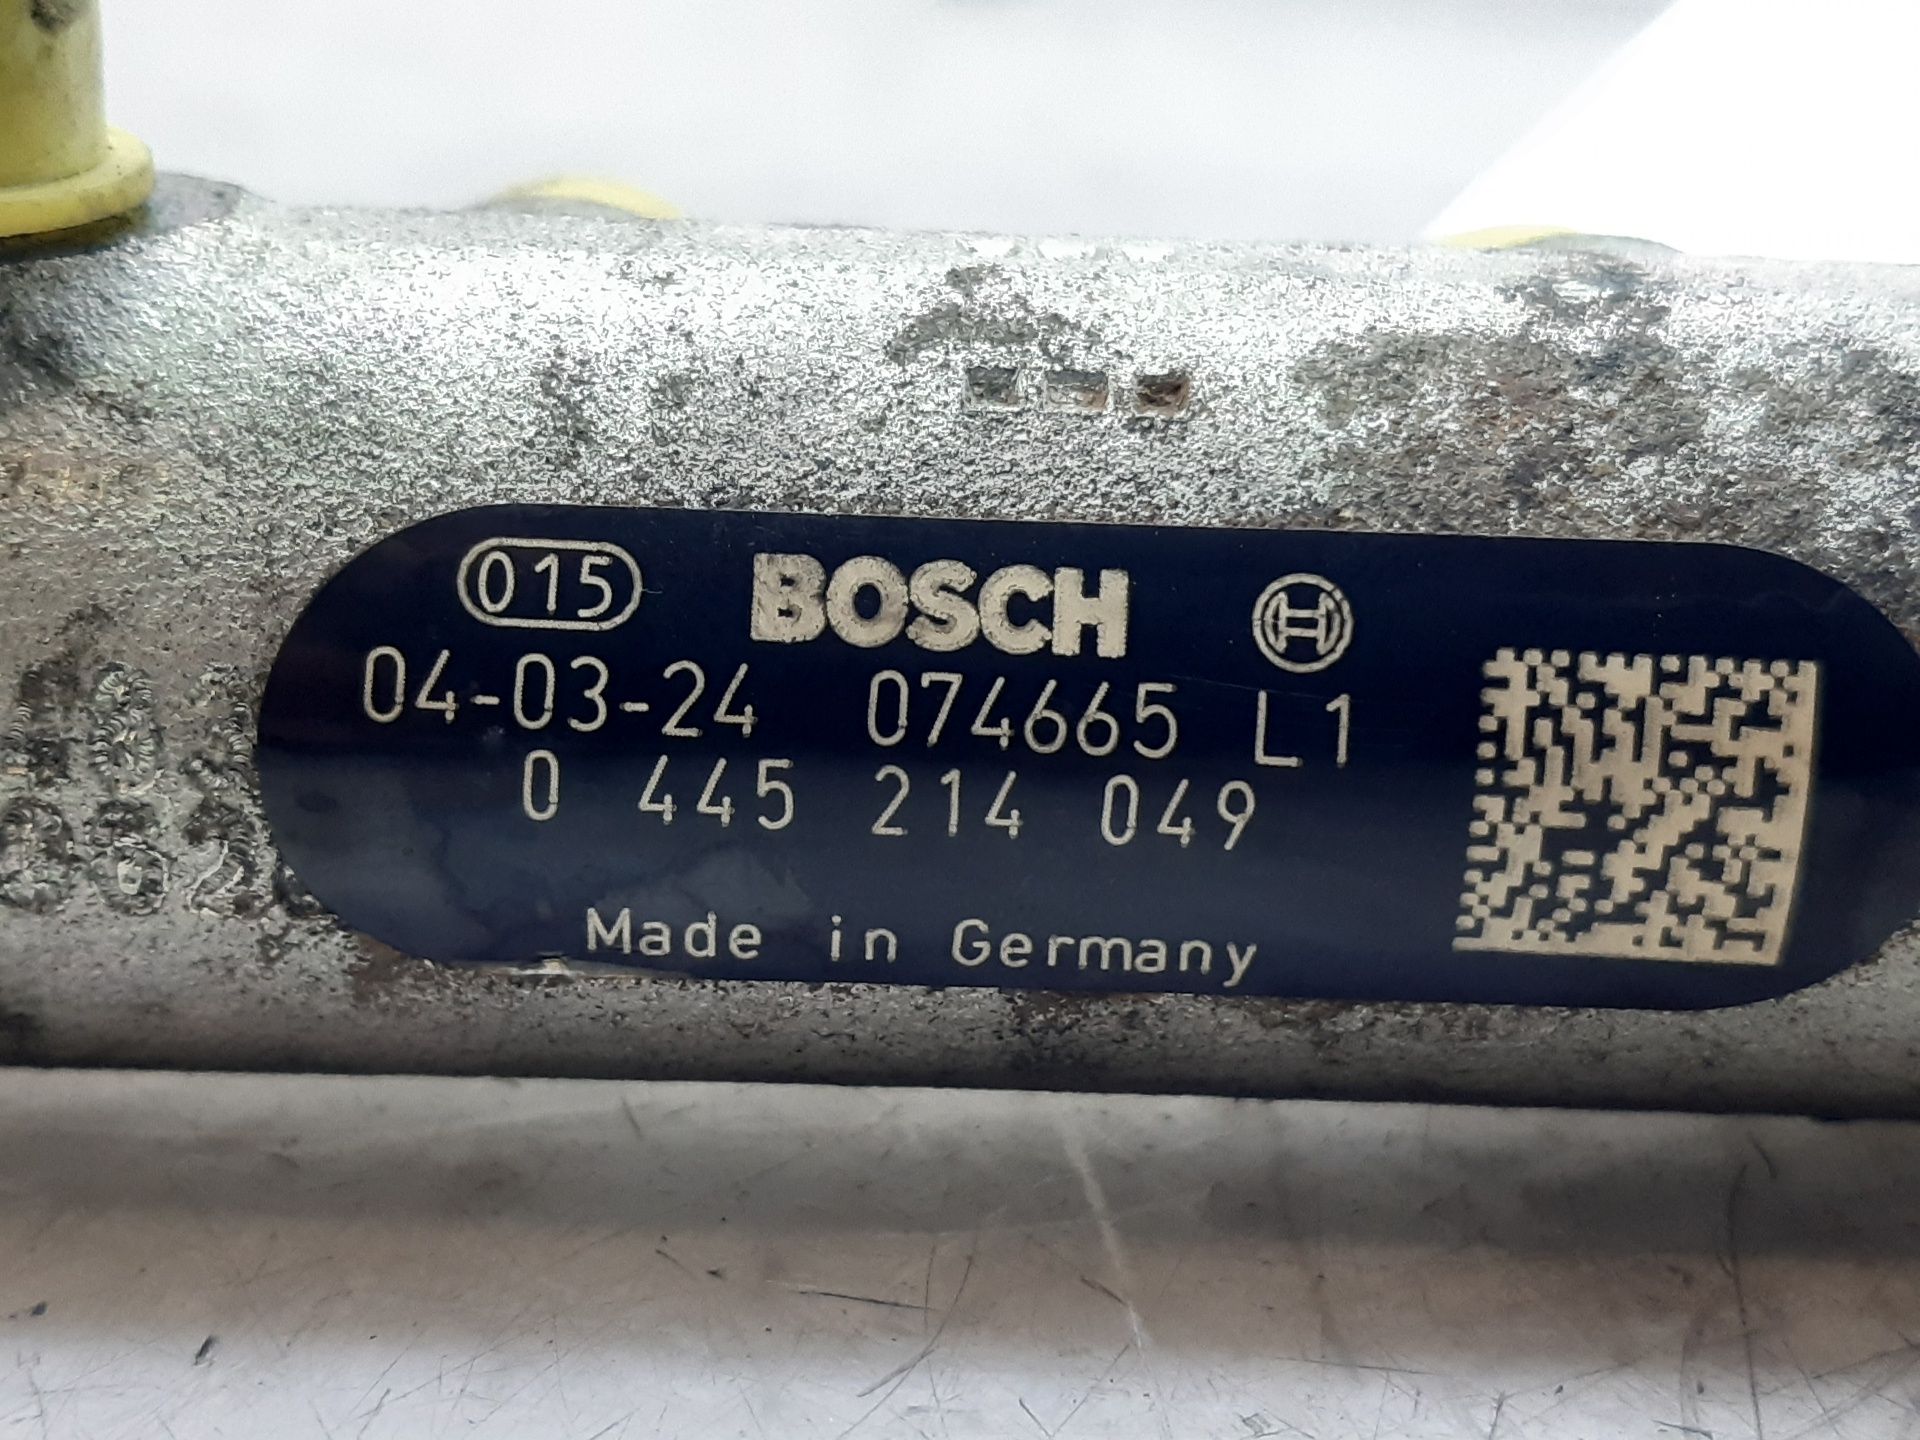 015 BOSCH
04-03-24 074665 L1
0 445 214 049
Made in Germany